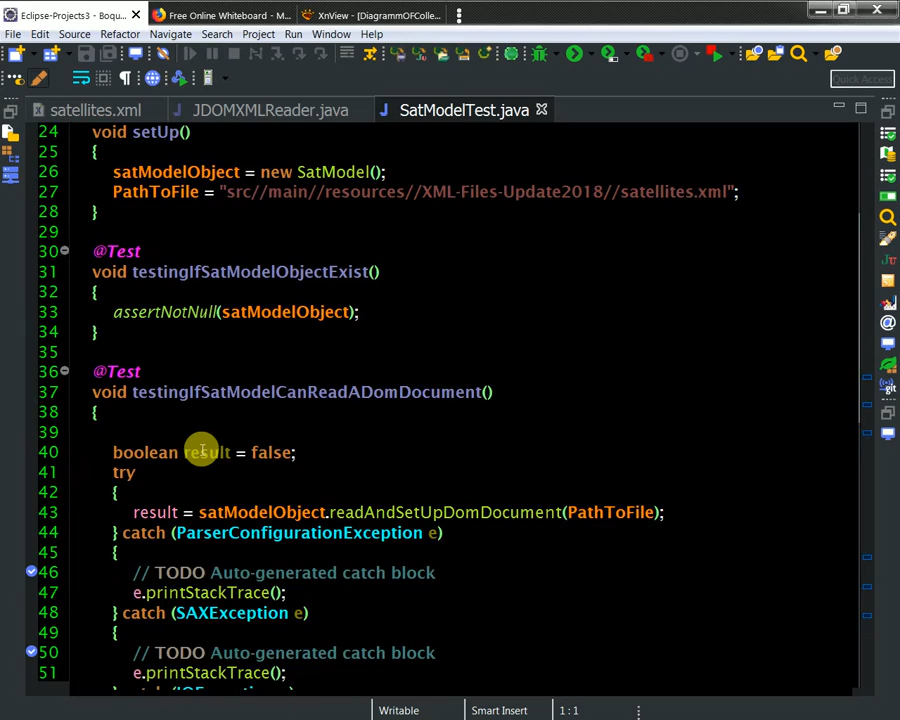 Eclipse-Projects3 - Boqu...
Free Online Whiteboard - M...
XnView - [DiagrammOfColle...
File Edit Source Refactor Navigate Search Project Run Window Help
Quick Access
satellites.xml
JDOMXMLReader.java
SatModelTest.java
24 void setUp()
25 {
26 satModelObject = new SatModel();
27 PathToFile = "src//main//resources//XML-Files-Update2018//satellites.xml";
28 }
29
30 @Test
31 void testingIfSatModelObjectExist()
32 {
33 assertNotNull(satModelObject);
34 }
35
36 @Test
37 void testingIfSatModelCanReadADomDocument()
38 {
39
40 boolean result = false;
41 try
42 {
43 result = satModelObject.readAndSetUpDomDocument(PathToFile);
44 } catch (ParserConfigurationException e)
45 {
46 // TODO Auto-generated catch block
47 e.printStackTrace();
48 } catch (SAXException e)
49 {
50 // TODO Auto-generated catch block
51 e.printStackTrace();
Writable
Smart Insert
1 : 1